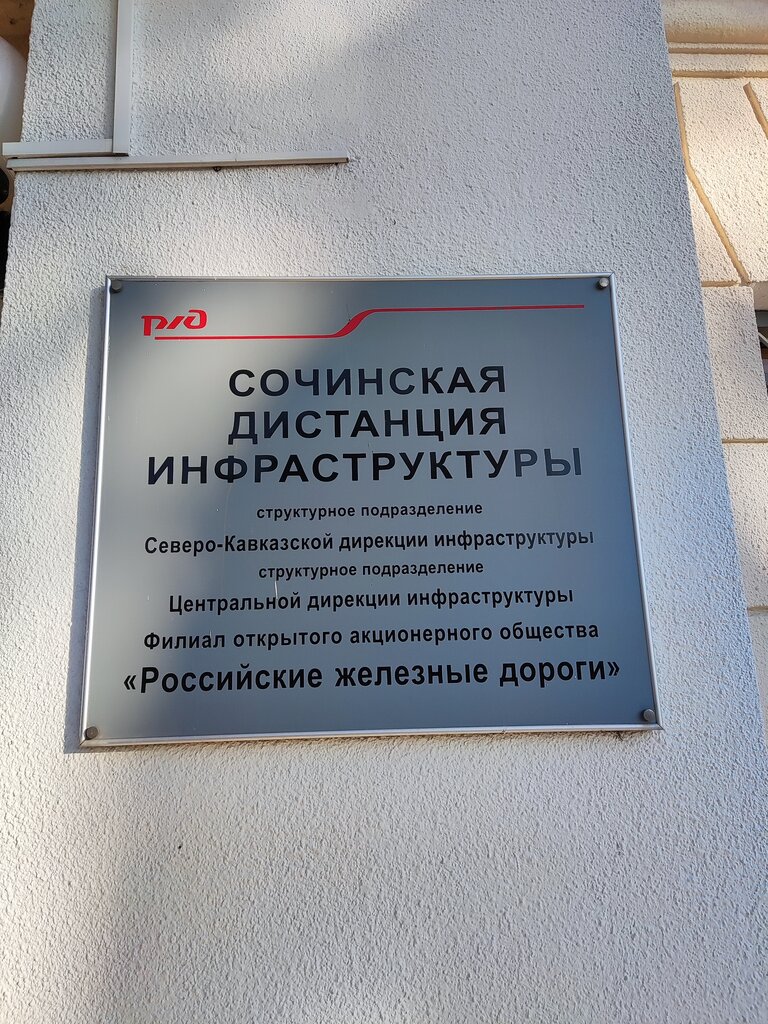 РЖД
СОЧИНСКАЯ
ДИСТАНЦИЯ
ИНФРАСТРУКТУРЫ
структурное подразделение
Северо-Кавказской дирекции инфраструктуры
структурное подразделение
Центральной дирекции инфраструктуры
Филиал открытого акционерного общества
«Российские железные дороги»